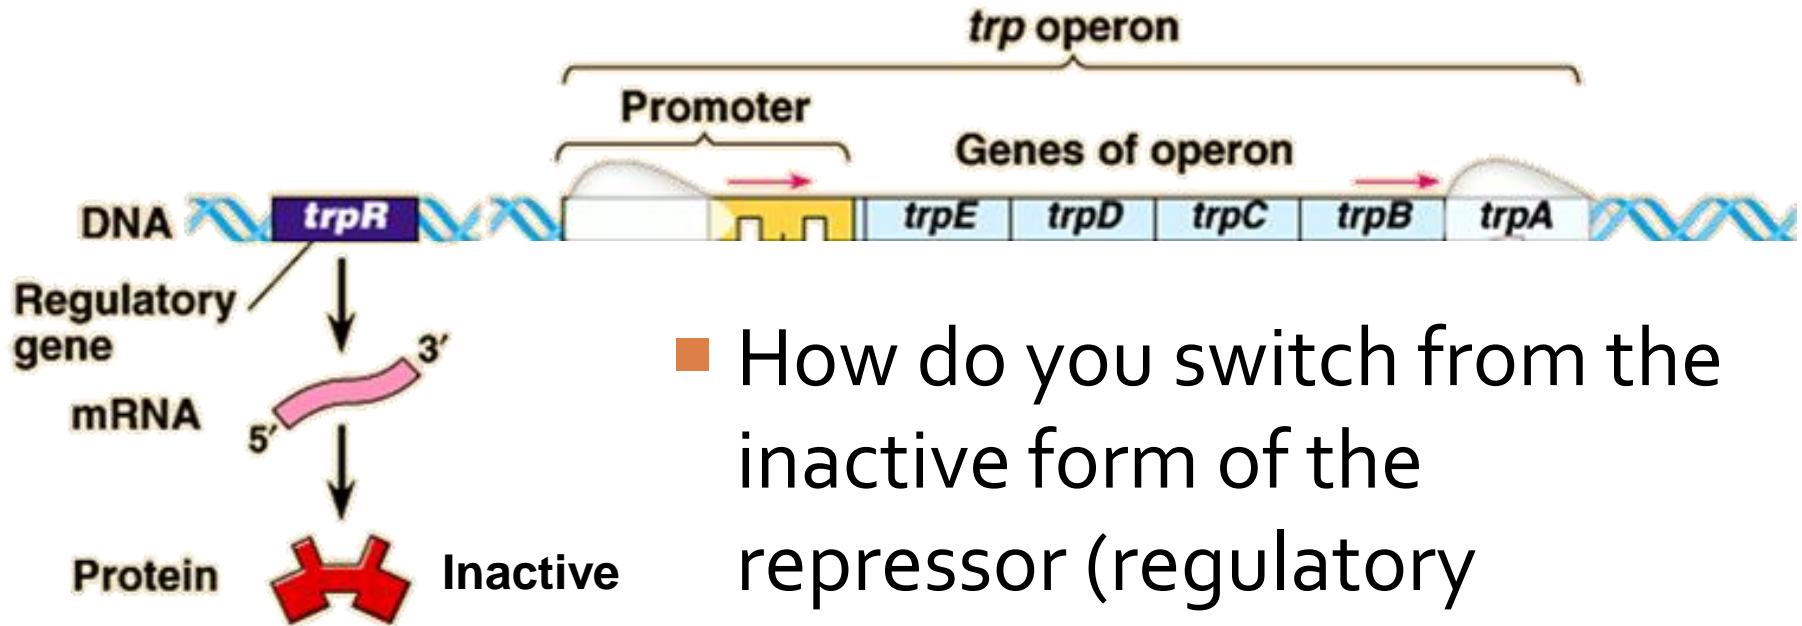 trp operon
Promoter
Genes of operon
DNA
trpR
trpE
trpD
trpC
trpB
trpA
Regulatory
gene
3′
mRNA
5′
Protein
Inactive
■ How do you switch from the
inactive form of the
repressor (regulatory